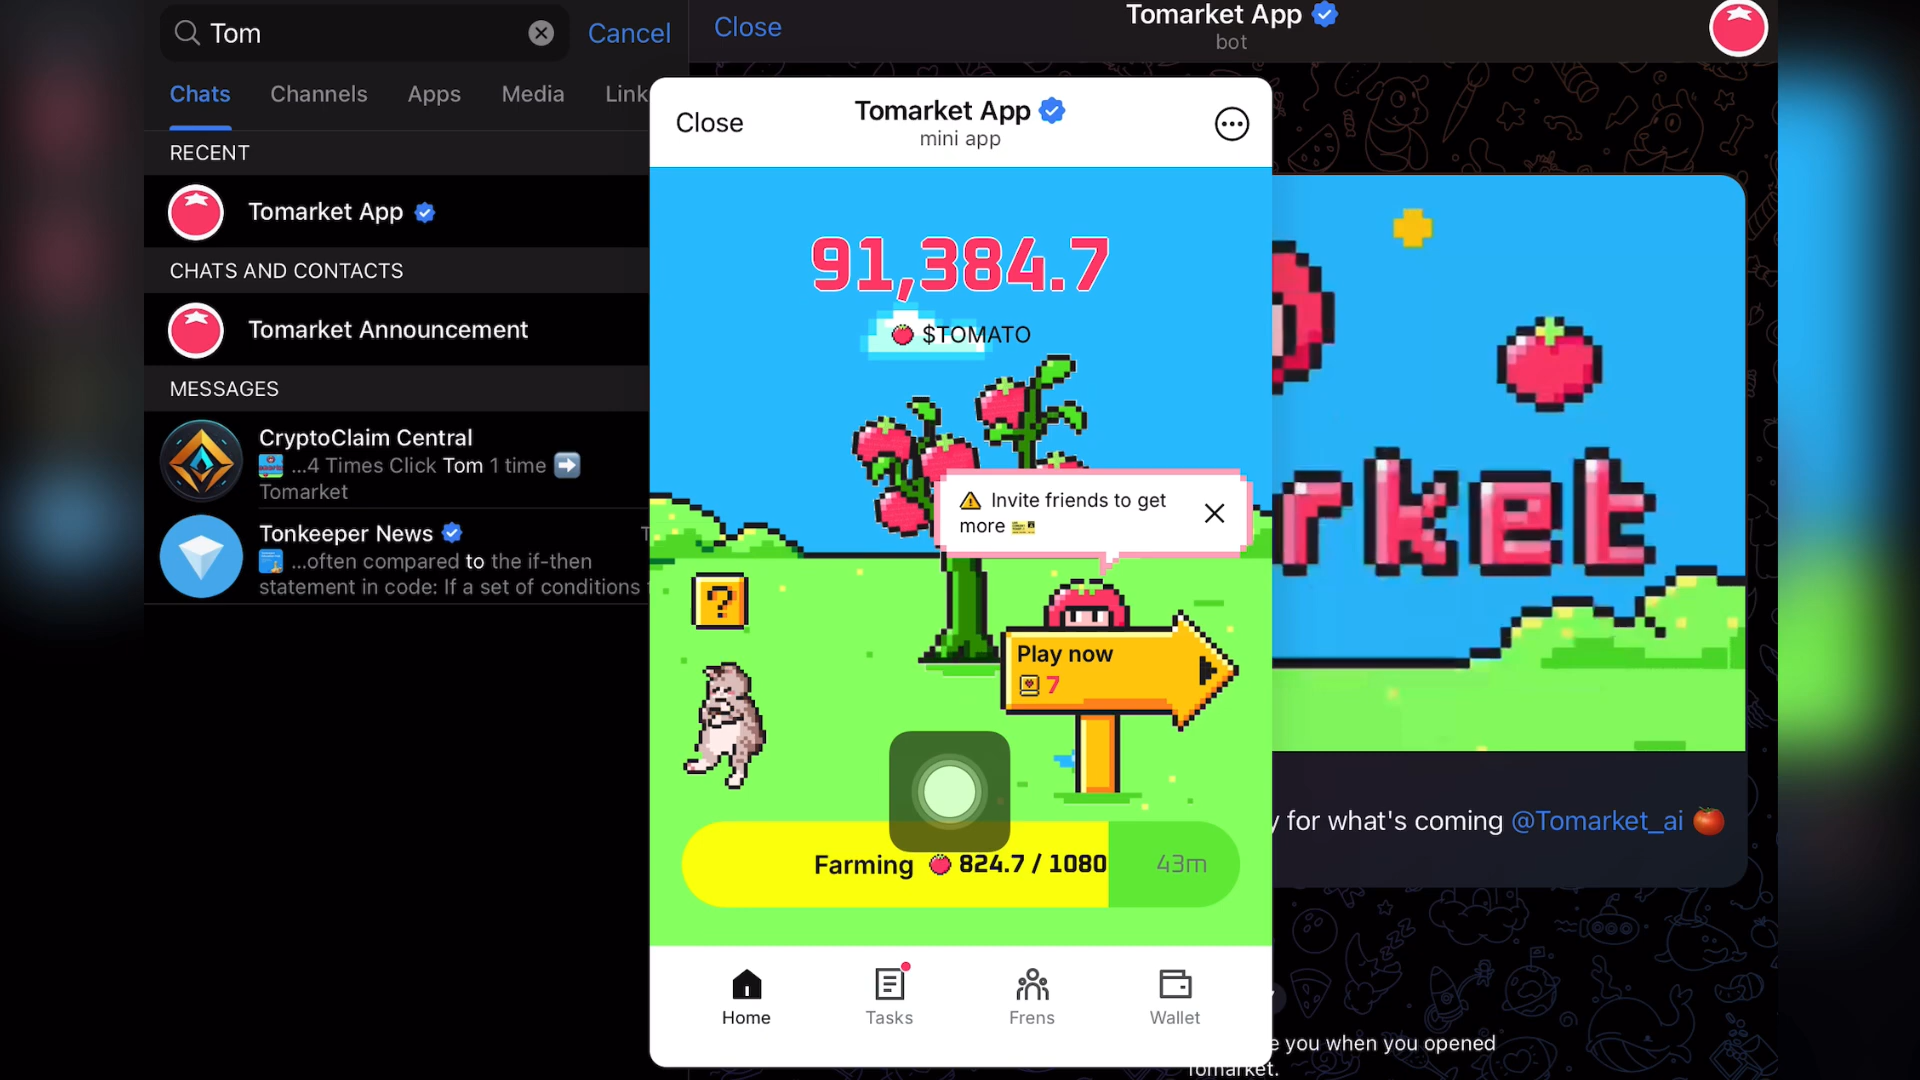 Tom
Cancel
Chats Channels Apps Media Link
RECENT
Tomarket App
CHATS AND CONTACTS
Tomarket Announcement
MESSAGES
CryptoClaim Central
...4 Times Click Tom 1 time
Tomarket
Tonkeeper News
...often compared to the if-then
statement in code: If a set of conditions
Close
Tomarket App
bot
Close
Tomarket App
mini app
91,384.7
$TOMATO
Invite friends to get
more
?
Play now
7
Farming 824.7 / 1080 43m
Home Tasks Frens Wallet
rket
y for what's coming @Tomarket_ai
e you when you opened
Tomarket.